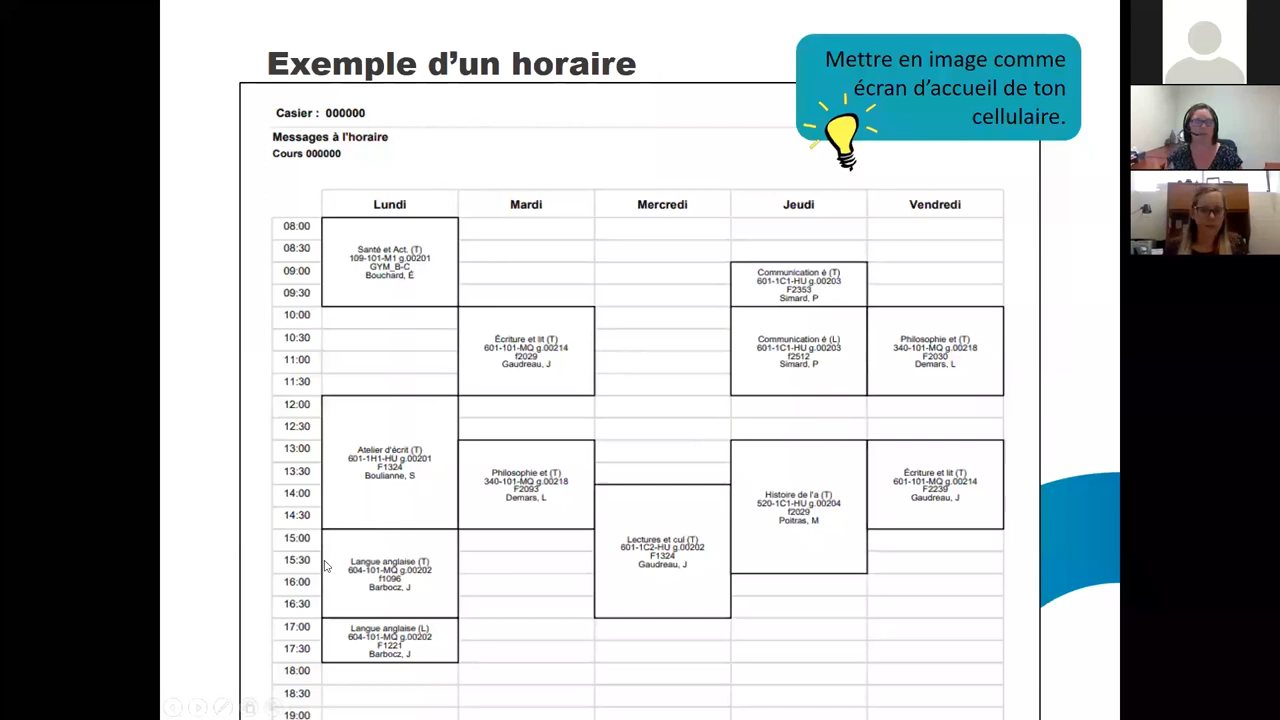 Exemple d'un horaire
Mettre en image comme
écran d'accueil de ton
cellulaire.
Casier : 000000
Messages à l'horaire
Cours 000000
Lundi Mardi Mercredi Jeudi Vendredi
08:00
08:30
09:00
09:30
10:00
10:30
11:00
11:30
12:00
12:30
13:00
13:30
14:00
14:30
15:00
15:30
16:00
16:30
17:00
17:30
18:00
18:30
19:00
Santé et Act. (T)
109-101-M1 g.00201
GYM_B-C
Bouchard, É
Atelier d'écrit (T)
601-1H1-HU g.00201
F1324
Boulianne, S
Langue anglaise (T)
604-101-MQ g.00202
f1096
Barbocz, J
Langue anglaise (L)
604-101-MQ g.00202
F1221
Barbocz, J
Écriture et lit (T)
601-101-MQ g.00214
f2029
Gaudreau, J
Philosophie et (T)
340-101-MQ g.00218
F2093
Demars, L
Lectures et cul (T)
601-1C2-HU g.00202
F1324
Gaudreau, J
Communication é (T)
601-1C1-HU g.00203
F2353
Simard, P
Communication é (L)
601-1C1-HU g.00203
f2512
Simard, P
Histoire de l'a (T)
520-1C1-HU g.00204
f2029
Poitras, M
Philosophie et (T)
340-101-MQ g.00218
F2030
Demars, L
Écriture et lit (T)
601-101-MQ g.00214
F2239
Gaudreau, J